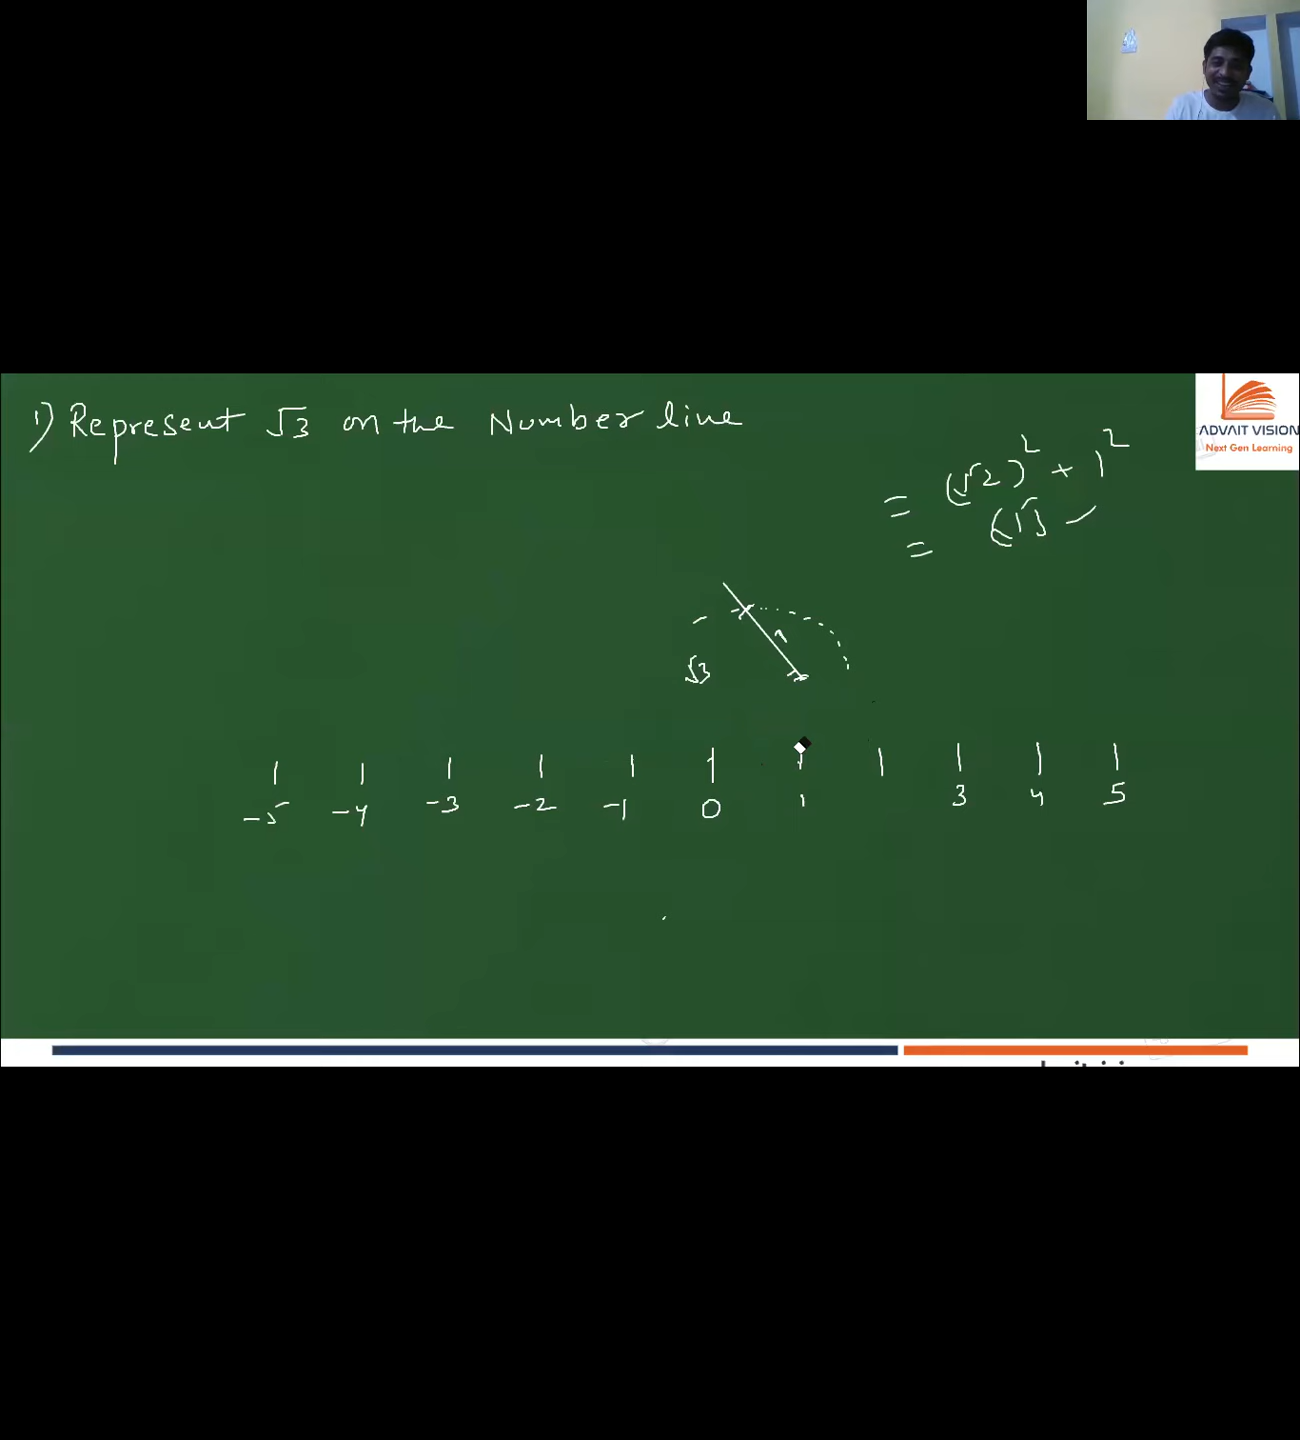 1) Represent √3 on the Number line
ADVAIT VISION
Next Gen Learning
= (√2)² + 1²
=
1
√3
-5 -4 -3 -2 -1 0 1 3 4 5